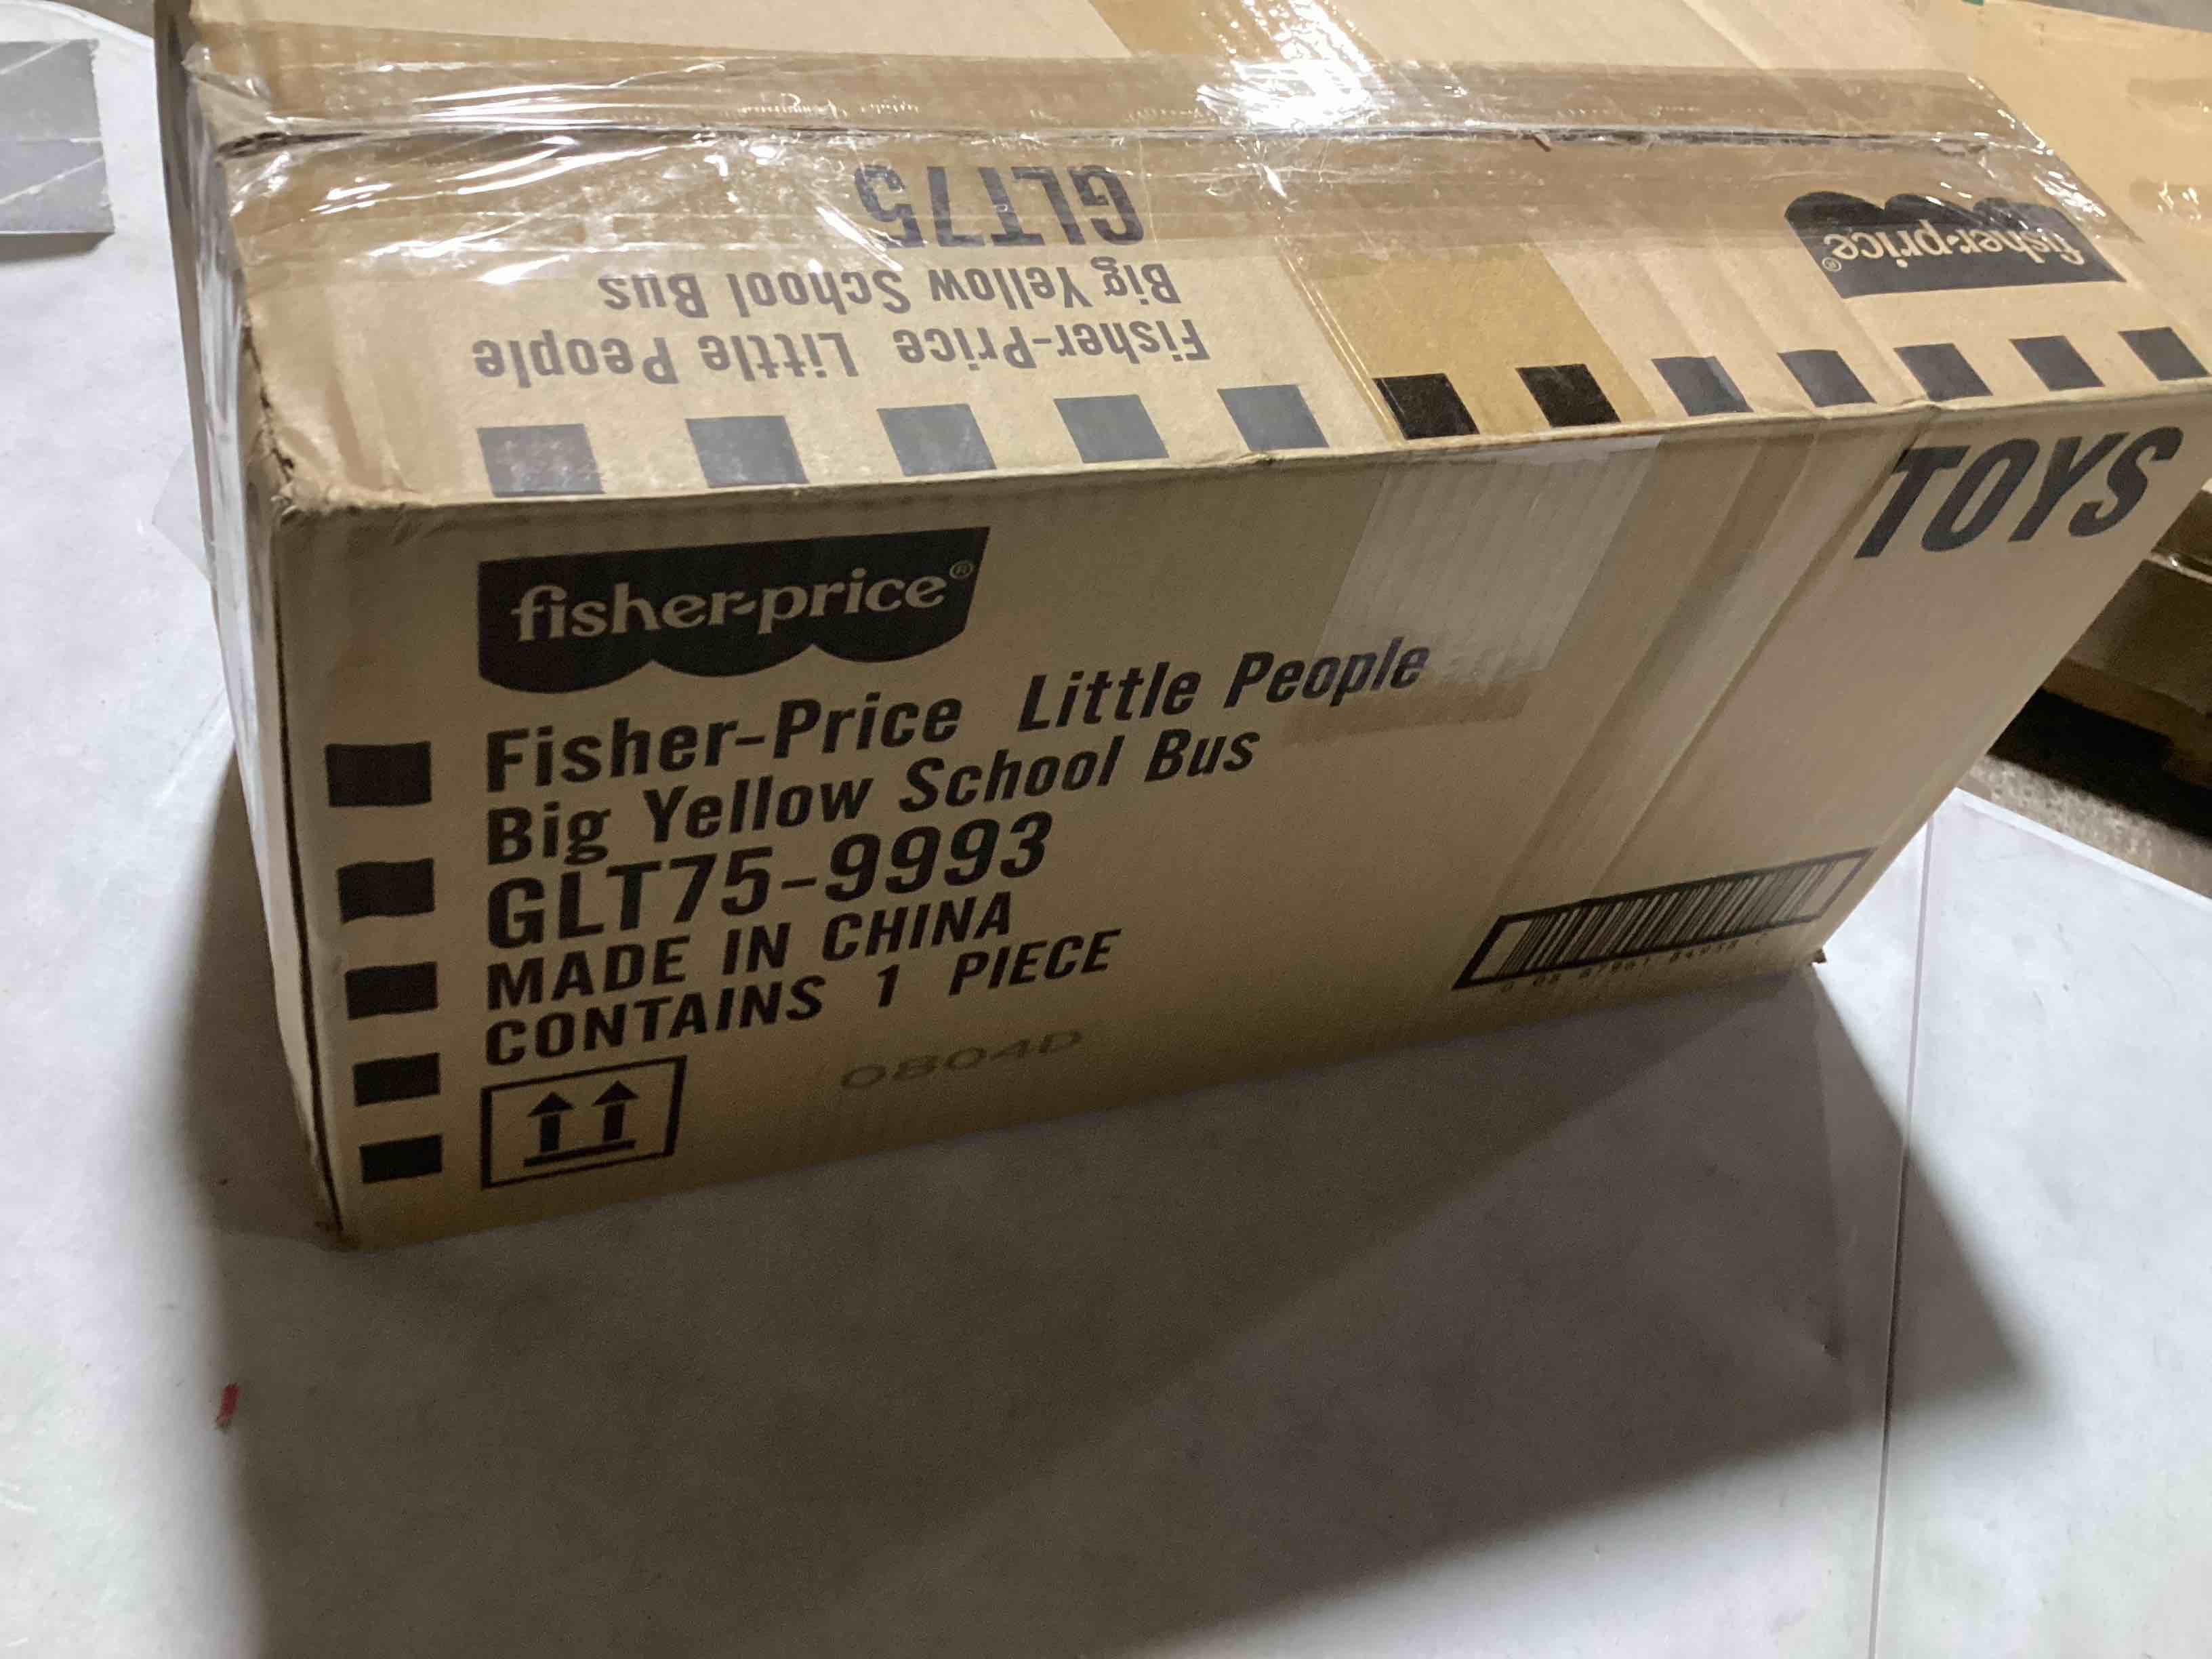 GLT75
Big Yellow School Bus
Fisher-Price Little People
fisher-price®
TOYS
fisher-price®
Fisher-Price Little People
Big Yellow School Bus
GLT75-9993
MADE IN CHINA
CONTAINS 1 PIECE
0804D